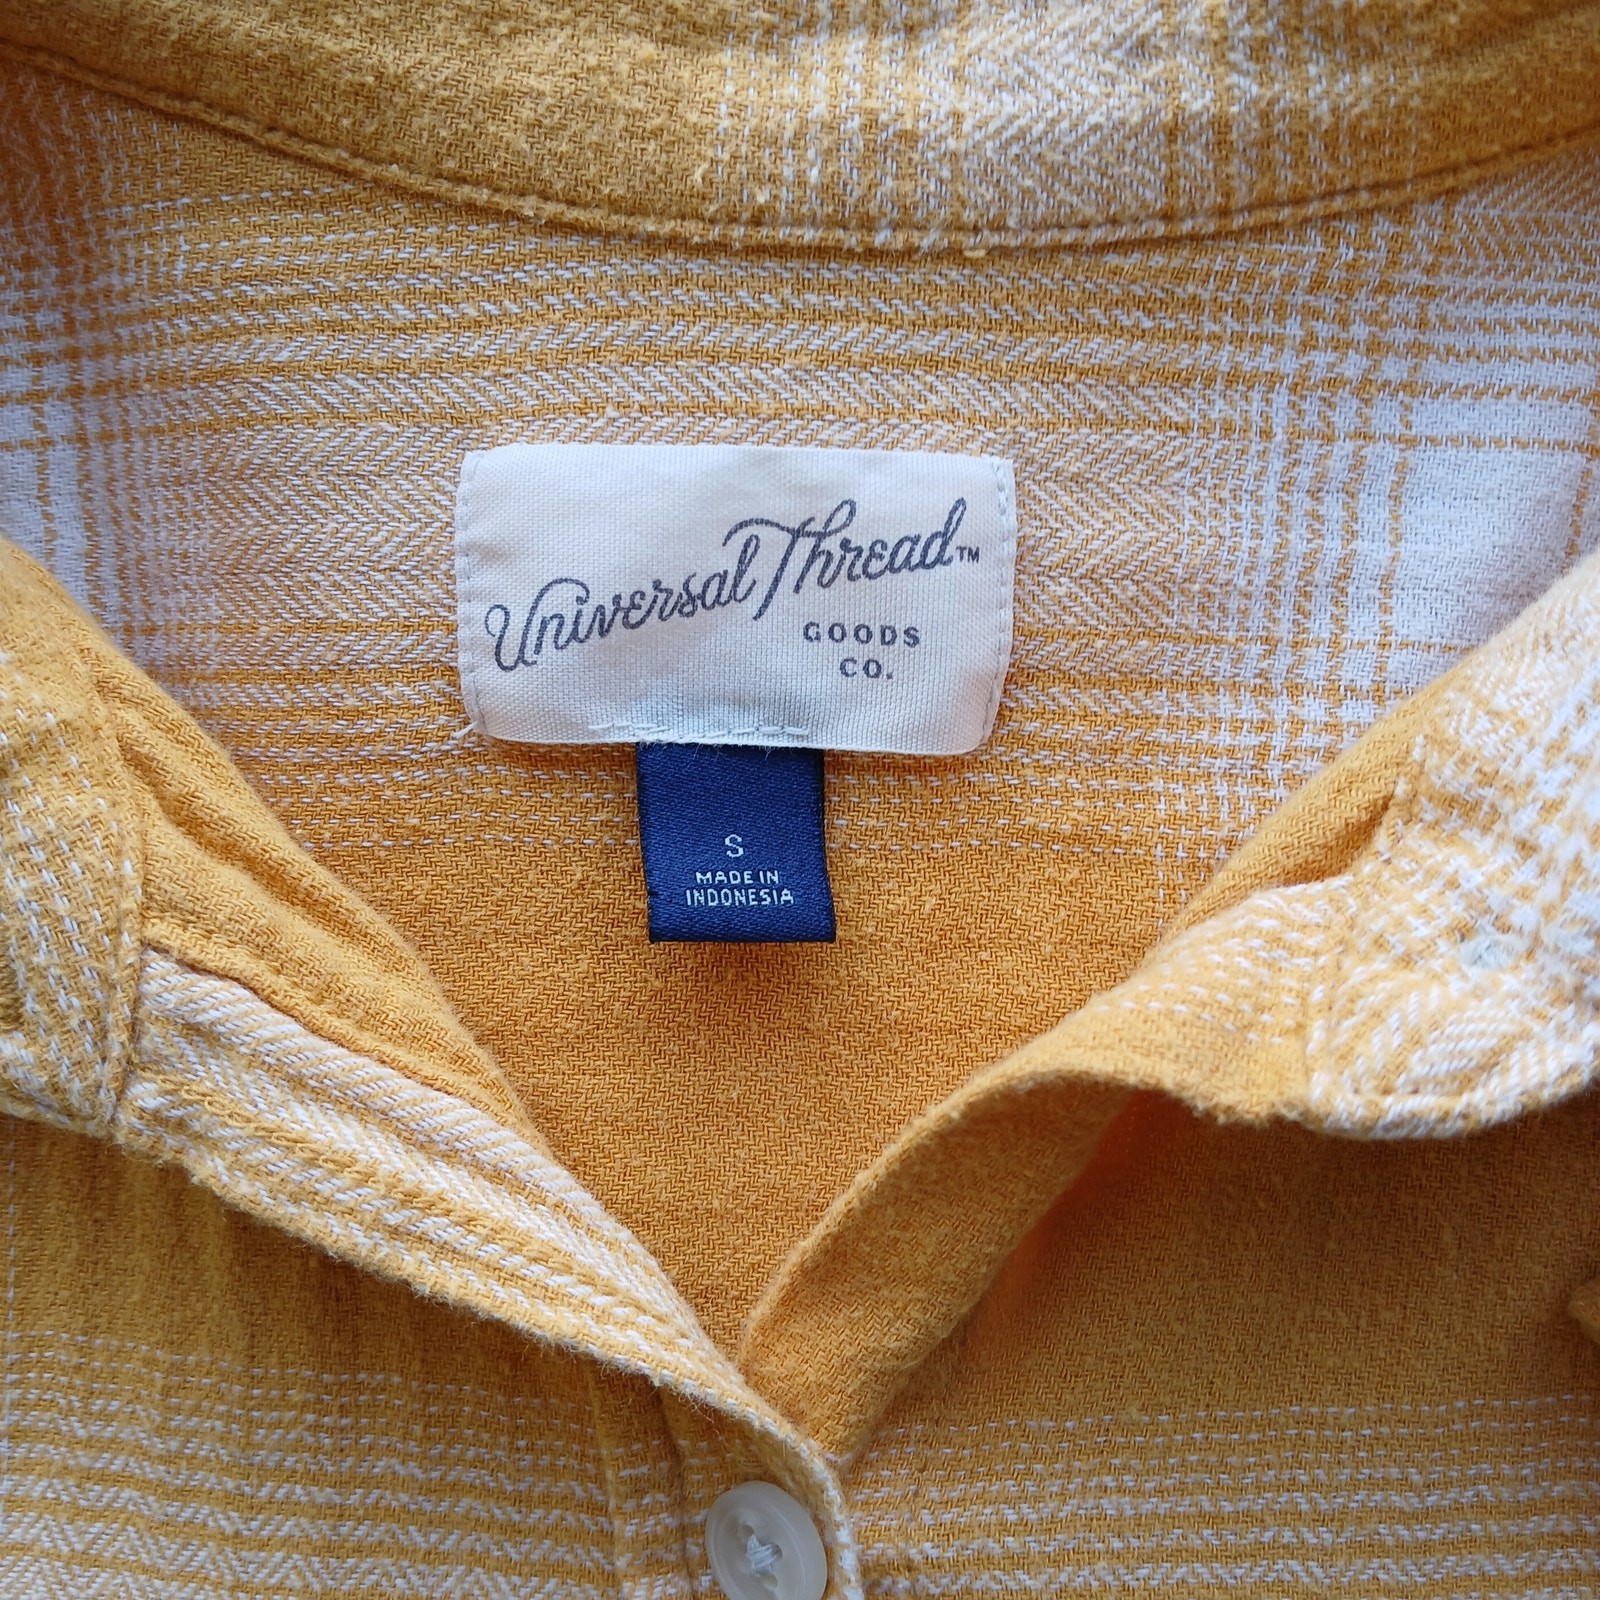 Universal Thread™
GOODS
CO.
S
MADE IN
INDONESIA